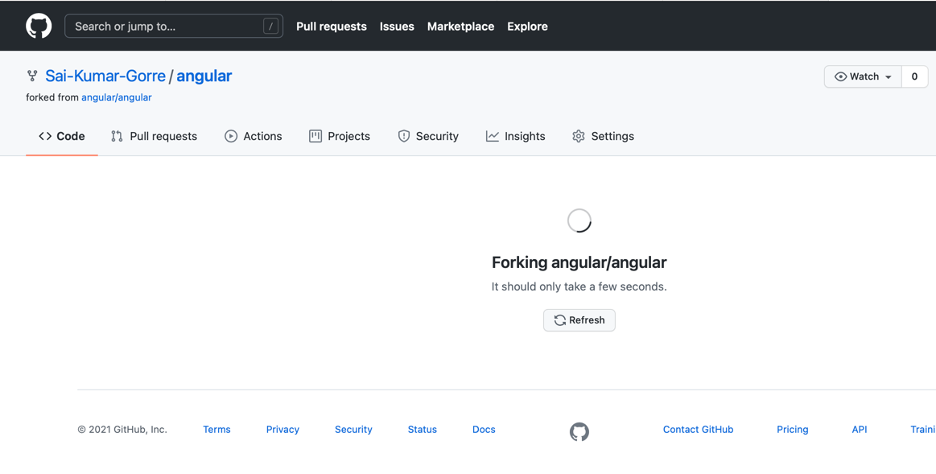 Search or jump to... /
Pull requests Issues Marketplace Explore
Sai-Kumar-Gorre / angular
Watch 0
forked from angular/angular
Code Pull requests Actions Projects Security Insights Settings
Forking angular/angular
It should only take a few seconds.
Refresh
© 2021 GitHub, Inc. Terms Privacy Security Status Docs Contact GitHub Pricing API Traini